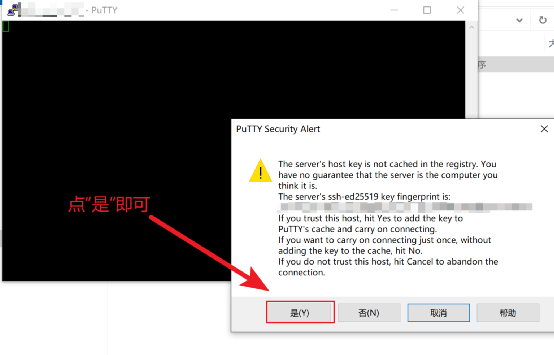 - PuTTY
序
PuTTY Security Alert
The server's host key is not cached in the registry. You
have no guarantee that the server is the computer you
think it is.
The server's ssh-ed25519 key fingerprint is:
If you trust this host, hit Yes to add the key to
PuTTY's cache and carry on connecting.
If you want to carry on connecting just once, without
adding the key to the cache, hit No.
If you do not trust this host, hit Cancel to abandon the
connection.
点"是"即可
是(Y)
否(N)
取消
帮助